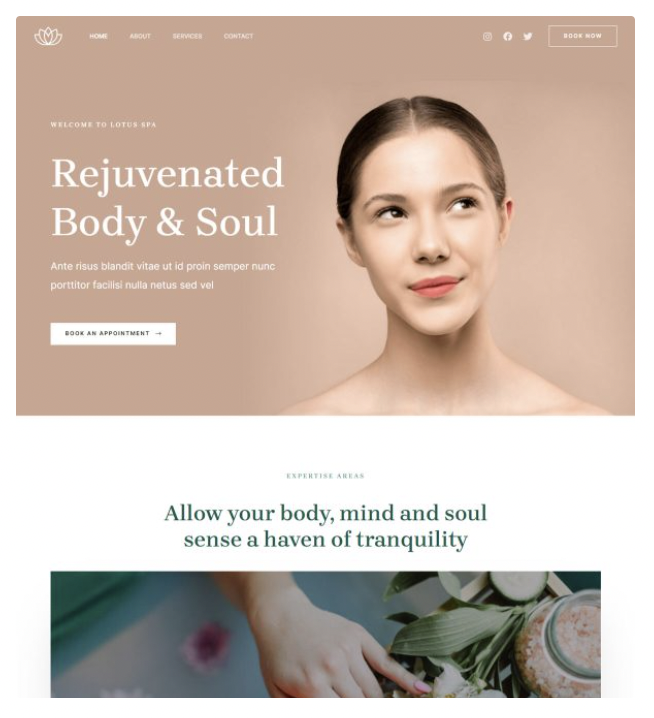 HOME ABOUT SERVICES CONTACT BOOK NOW
WELCOME TO LOTUS SPA
Rejuvenated
Body & Soul
Ante risus blandit vitae ut id proin semper nunc
porttitor facilisi nulla netus sed vel
BOOK AN APPOINTMENT →
EXPERTISE AREAS
Allow your body, mind and soul
sense a haven of tranquility